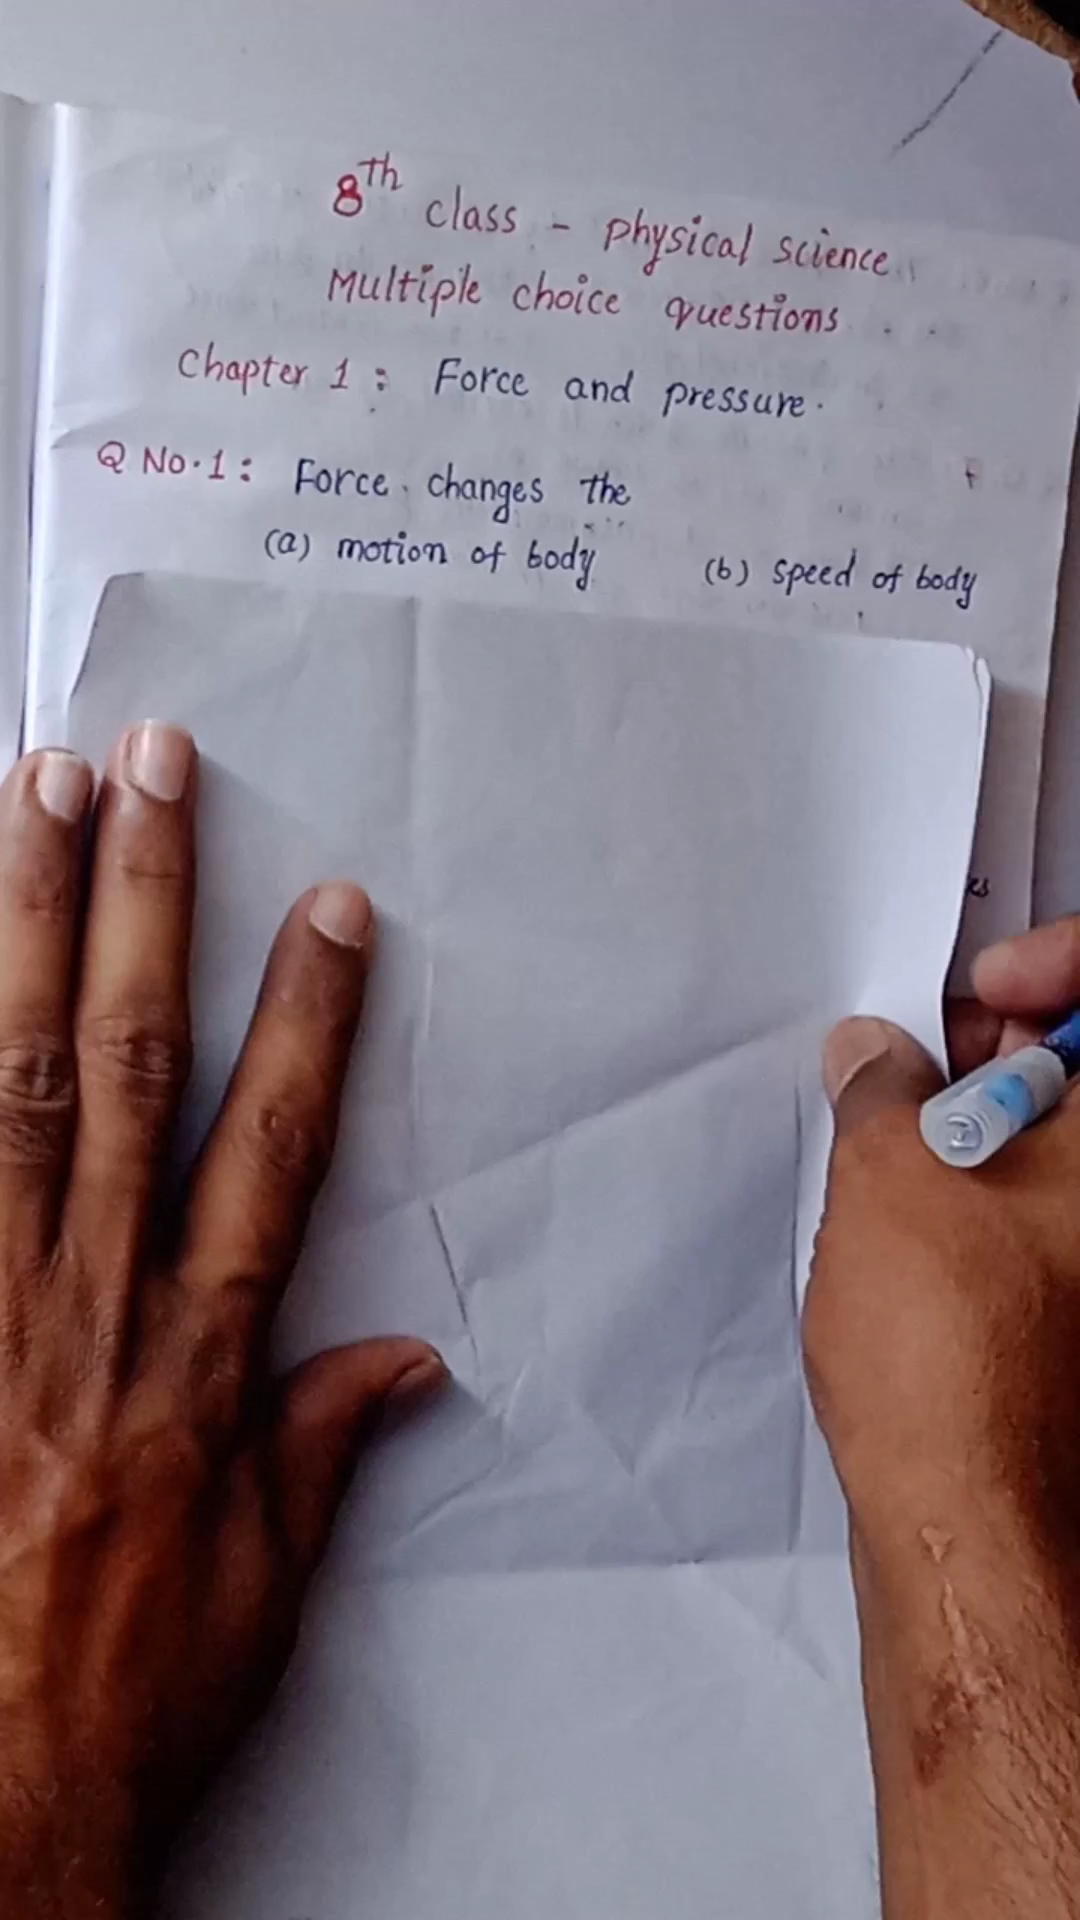 8th class - physical science
Multiple choice questions
Chapter 1 : Force and pressure.
Q No.1: Force changes the
(a) motion of body (b) speed of body